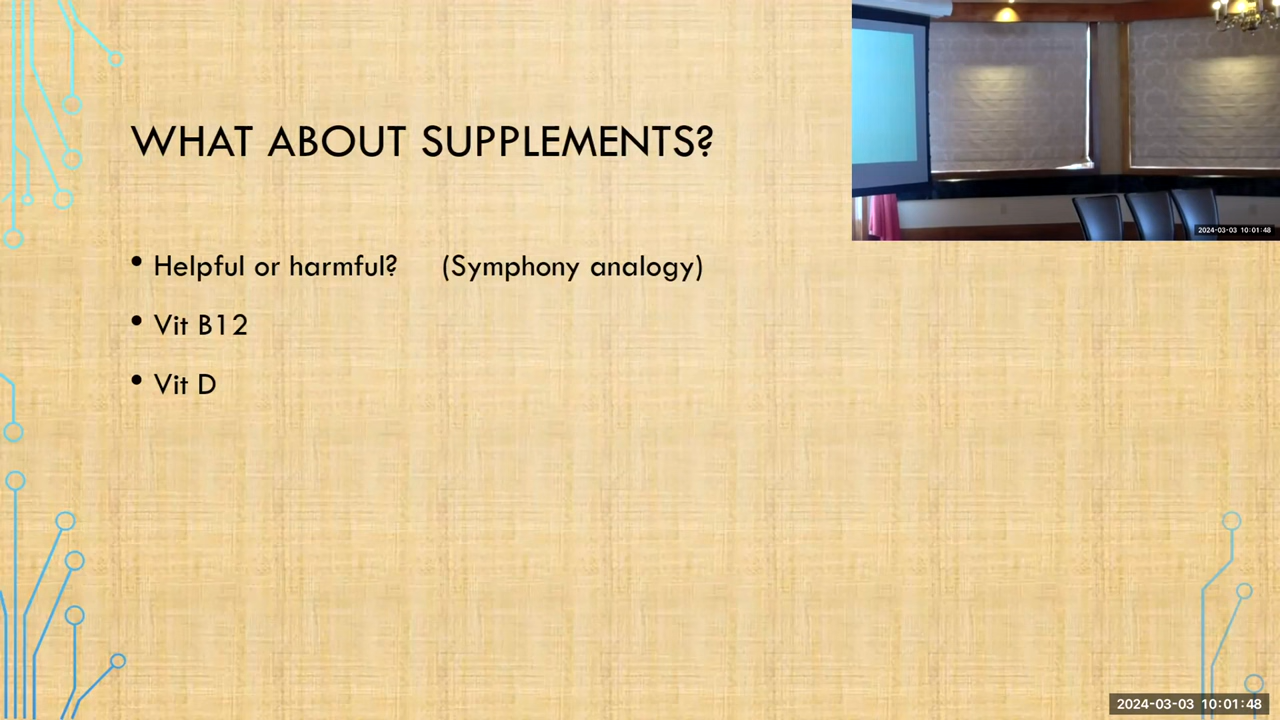 WHAT ABOUT SUPPLEMENTS?
• Helpful or harmful? (Symphony analogy)
• Vit B12
• Vit D
2024-03-03 10:01:48
2024-03-03 10:01:48